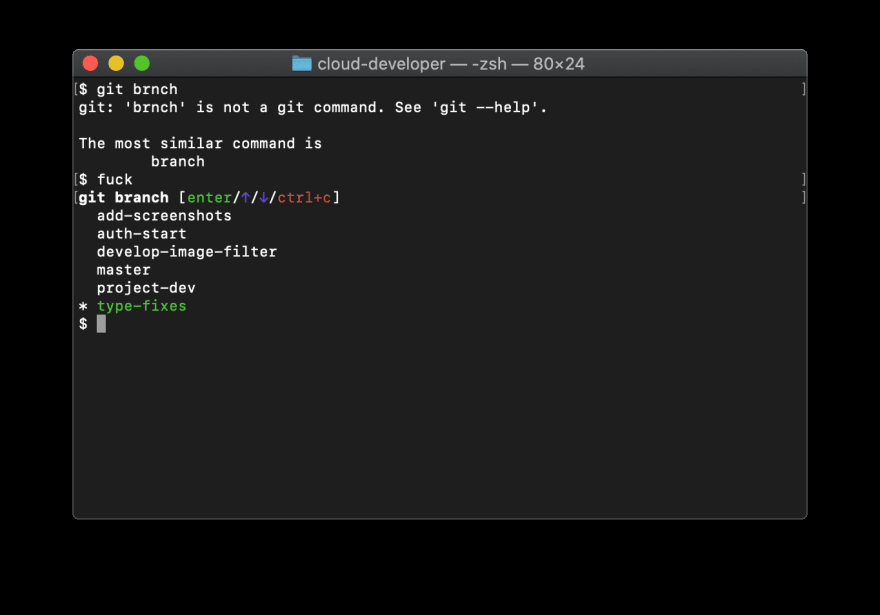 cloud-developer — -zsh — 80×24
[$ git brnch ]
git: 'brnch' is not a git command. See 'git --help'.
The most similar command is
branch
[$ fuck ]
[git branch [enter/↑/↓/ctrl+c] ]
add-screenshots
auth-start
develop-image-filter
master
project-dev
* type-fixes
$